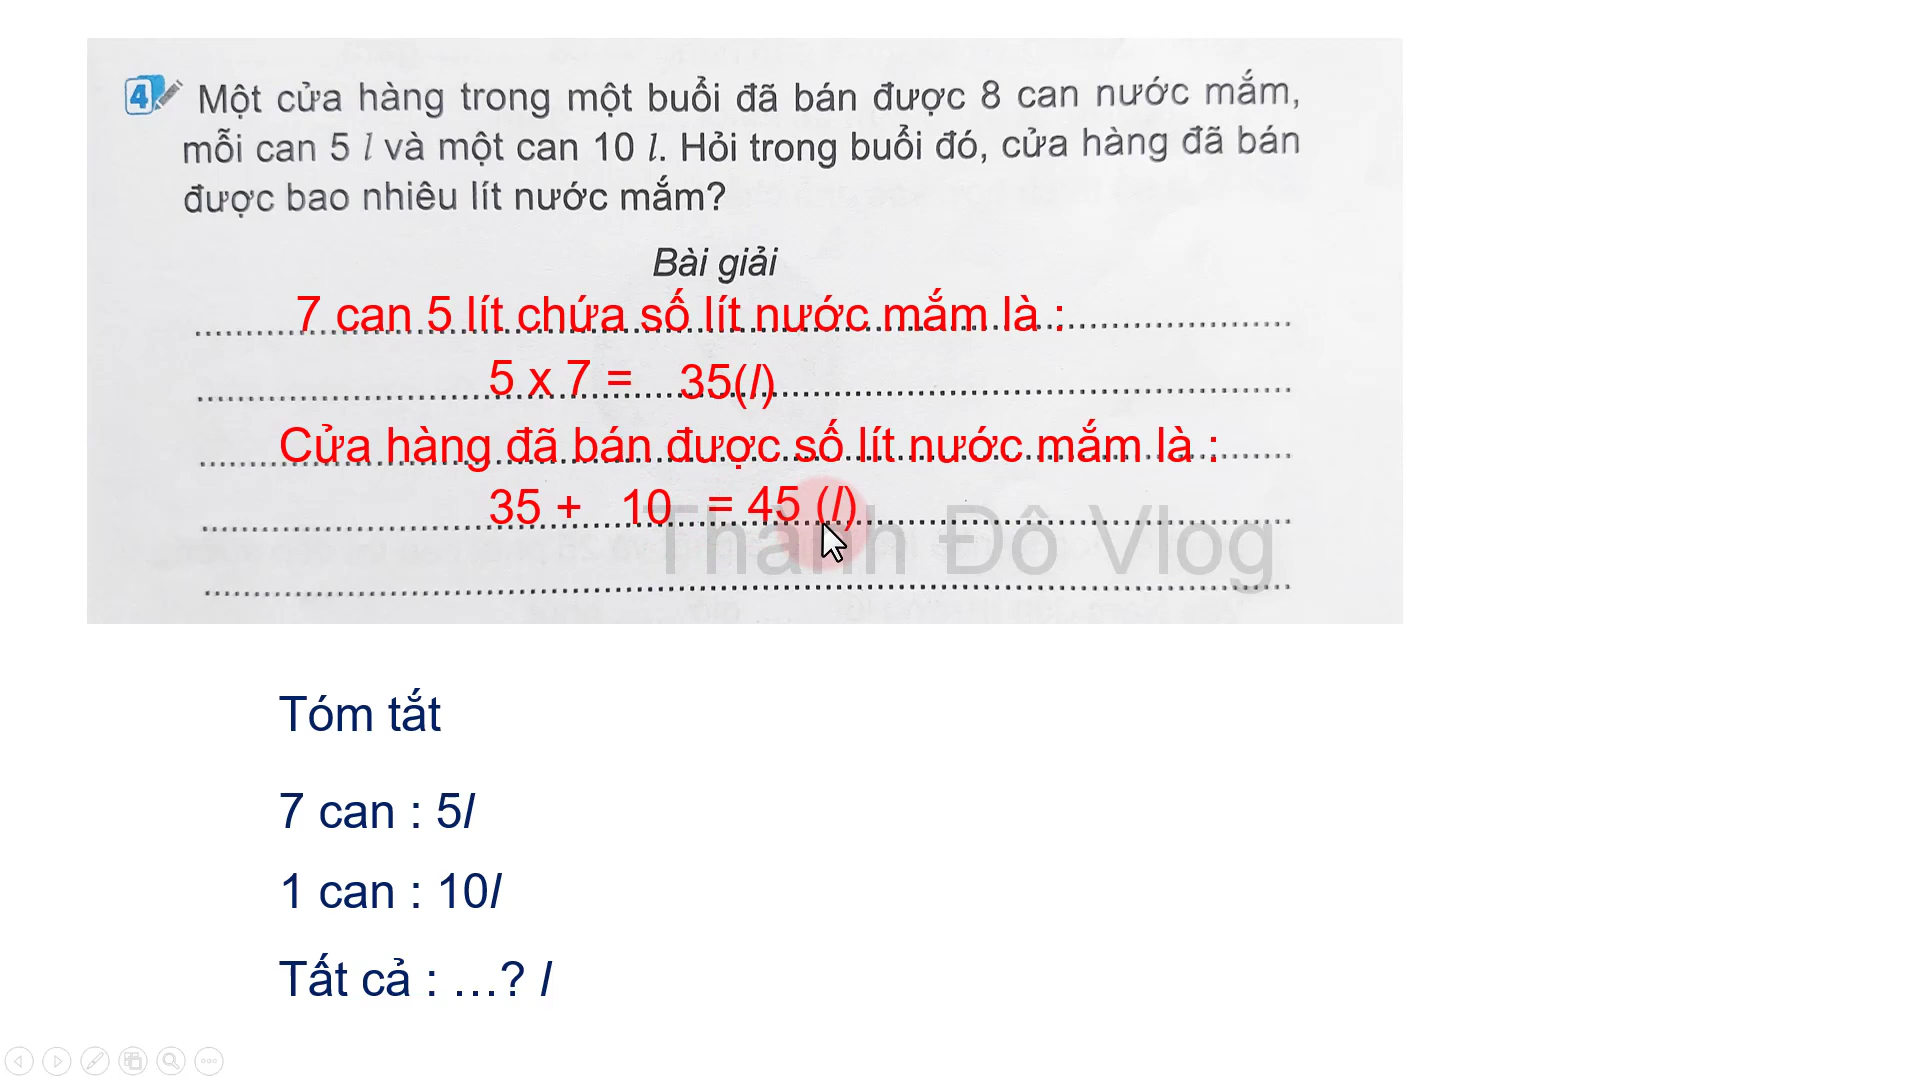 4 Một cửa hàng trong một buổi đã bán được 8 can nước mắm,
mỗi can 5 l và một can 10 l. Hỏi trong buổi đó, cửa hàng đã bán
được bao nhiêu lít nước mắm?
Bài giải
7 can 5 lít chứa số lít nước mắm là :
5 x 7 = 35(l)
Cửa hàng đã bán được số lít nước mắm là :
35 + 10 = 45 (l)
Thành Đô Vlog
Tóm tắt
7 can : 5l
1 can : 10l
Tất cả : …? l